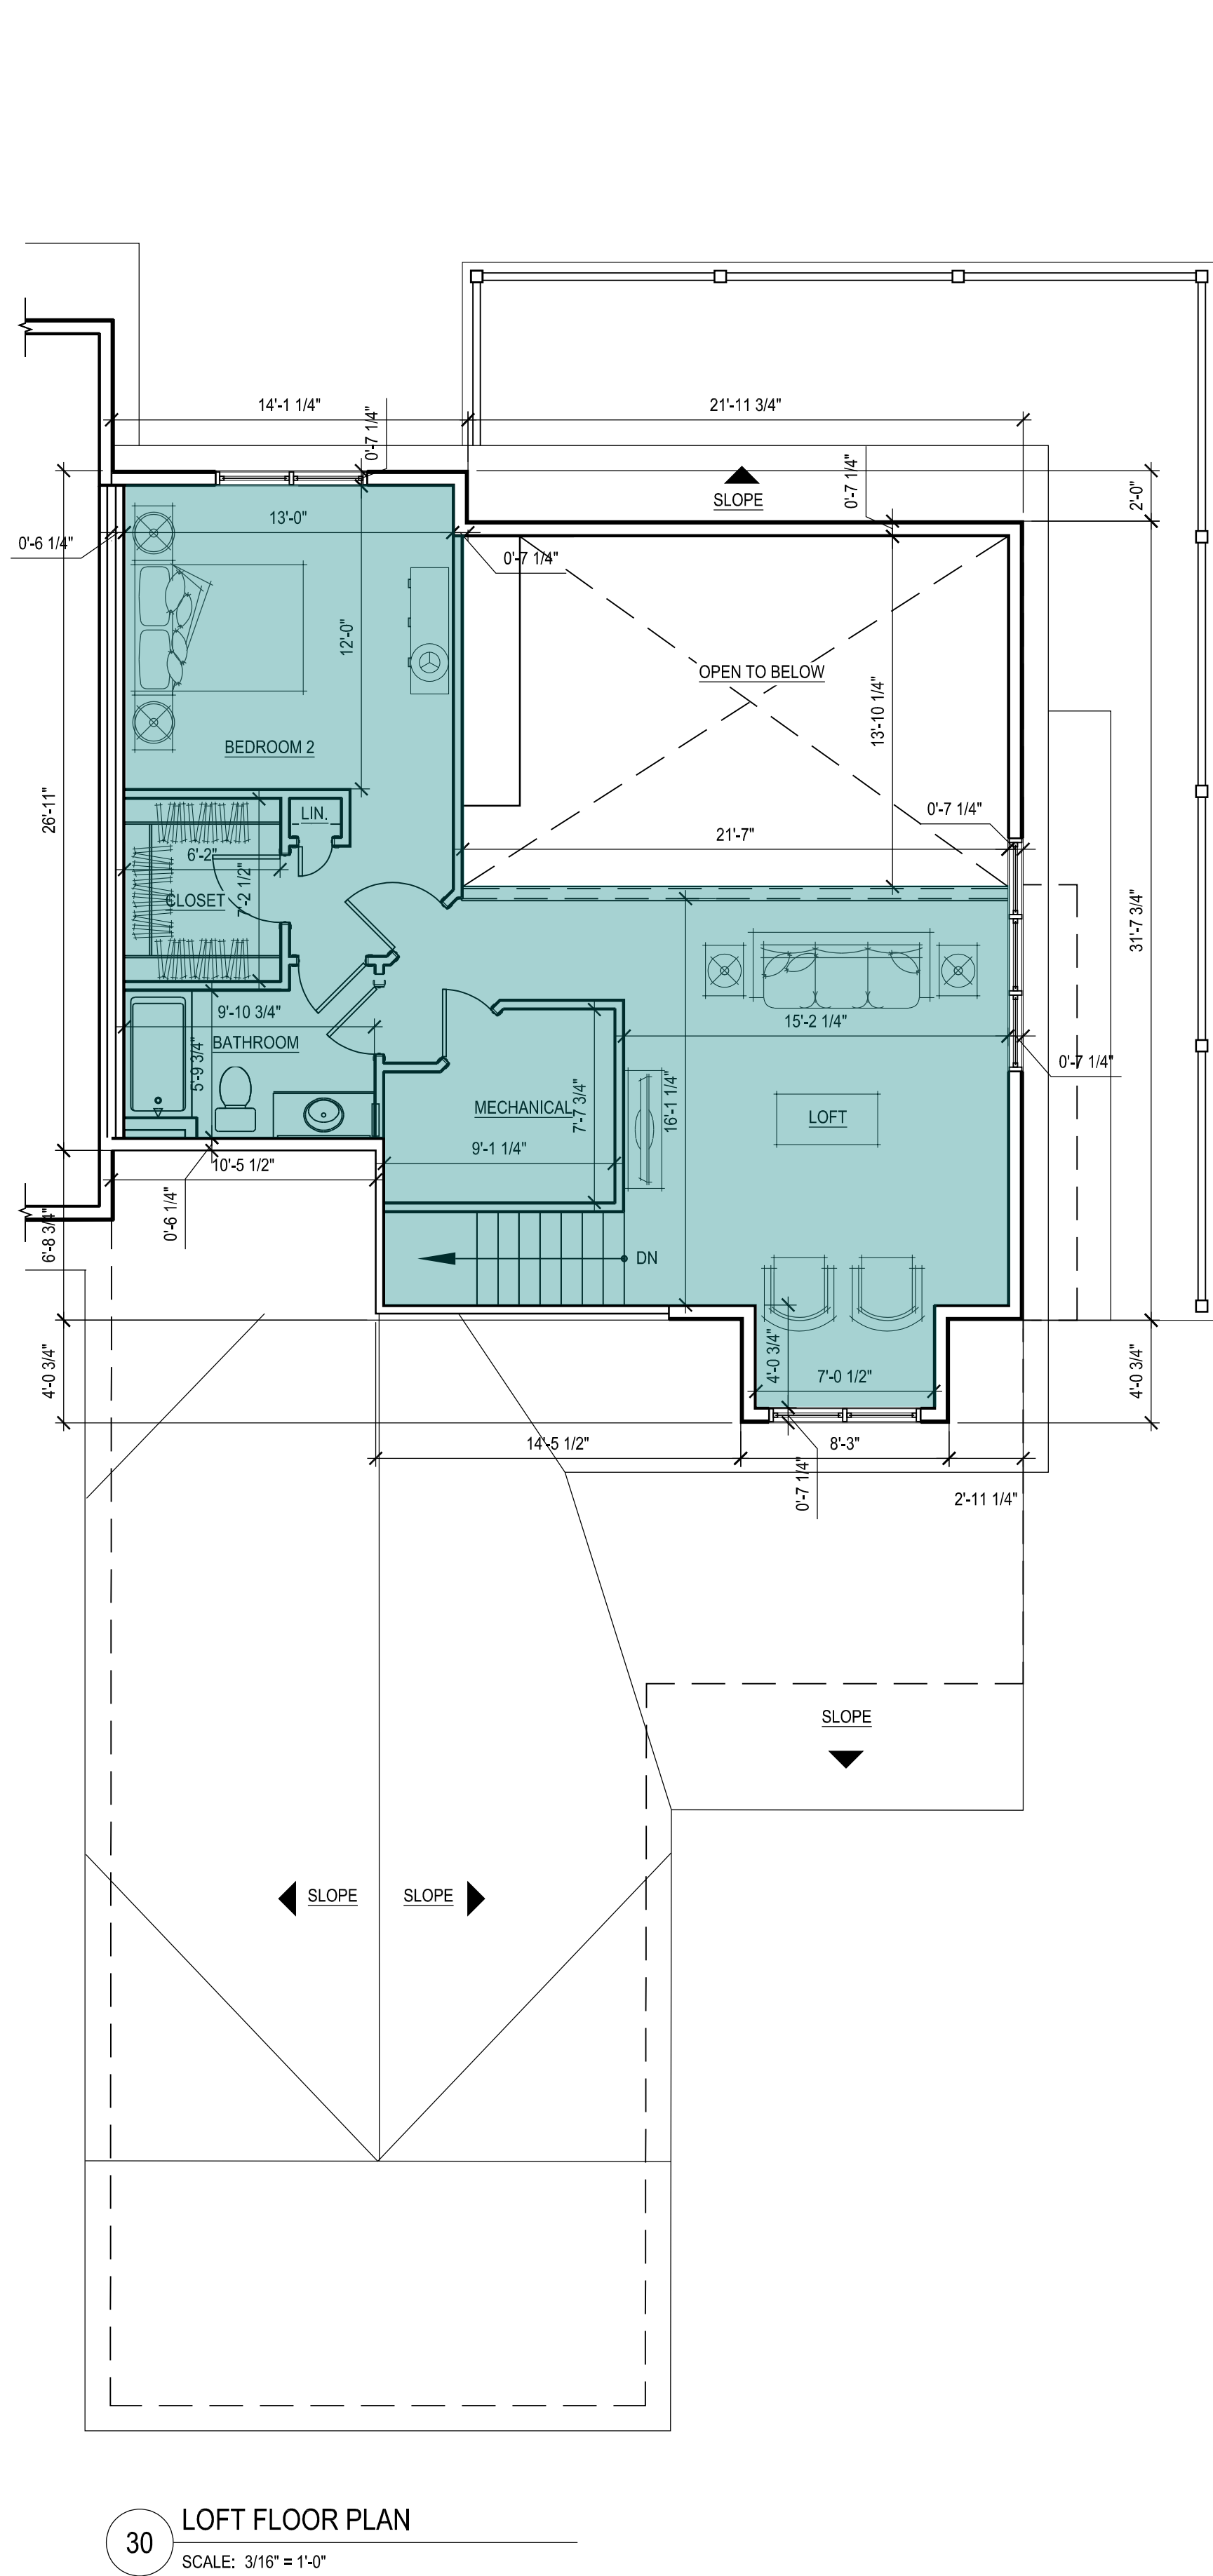 14'-1 1/4"
21'-11 3/4"
0'-7 1/4"
0'-7 1/4"
SLOPE
2'-0"
13'-0"
0'-6 1/4"
0'-7 1/4"
12'-0"
OPEN TO BELOW
13'-10 1/4"
BEDROOM 2
26'-11"
LIN.
0'-7 1/4"
21'-7"
6'-2"
7'-2 1/2"
CLOSET
31'-7 3/4"
9'-10 3/4"
15'-2 1/4"
BATHROOM
5'-9 3/4"
0'-7 1/4"
MECHANICAL
7'-7 3/4"
16'-1 1/4"
LOFT
9'-1 1/4"
10'-5 1/2"
0'-6 1/4"
6'-8 3/4"
DN
4'-0 3/4"
4'-0 3/4"
7'-0 1/2"
4'-0 3/4"
14'-5 1/2"
8'-3"
0'-7 1/4"
2'-11 1/4"
SLOPE
SLOPE
SLOPE
30
LOFT FLOOR PLAN
SCALE: 3/16" = 1'-0"